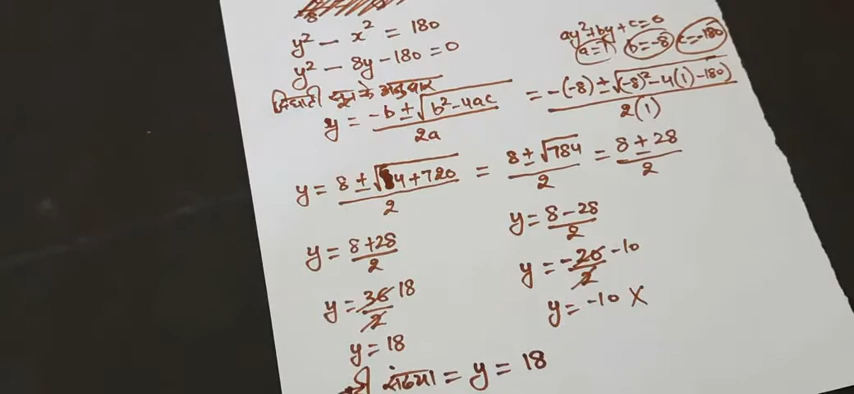 8
y² − x² = 180
y² − 8y − 180 = 0
ay² + by + c = 0
a = 1 b = −8 c = −180
द्विघाती सूत्र के अनुसार
y = (−b ± √(b² − 4ac))/2a = (−(−8) ± √((−8)² − 4(1) − 180))/2(1)
y = (8 ± √(64 + 720))/2 = (8 ± √784)/2 = (8 ± 28)/2
y = (8 + 28)/2 y = (8 − 28)/2
y = 36/2 18 y = −20/2 −10
y = 18 y = −10 X
संख्या = y = 18